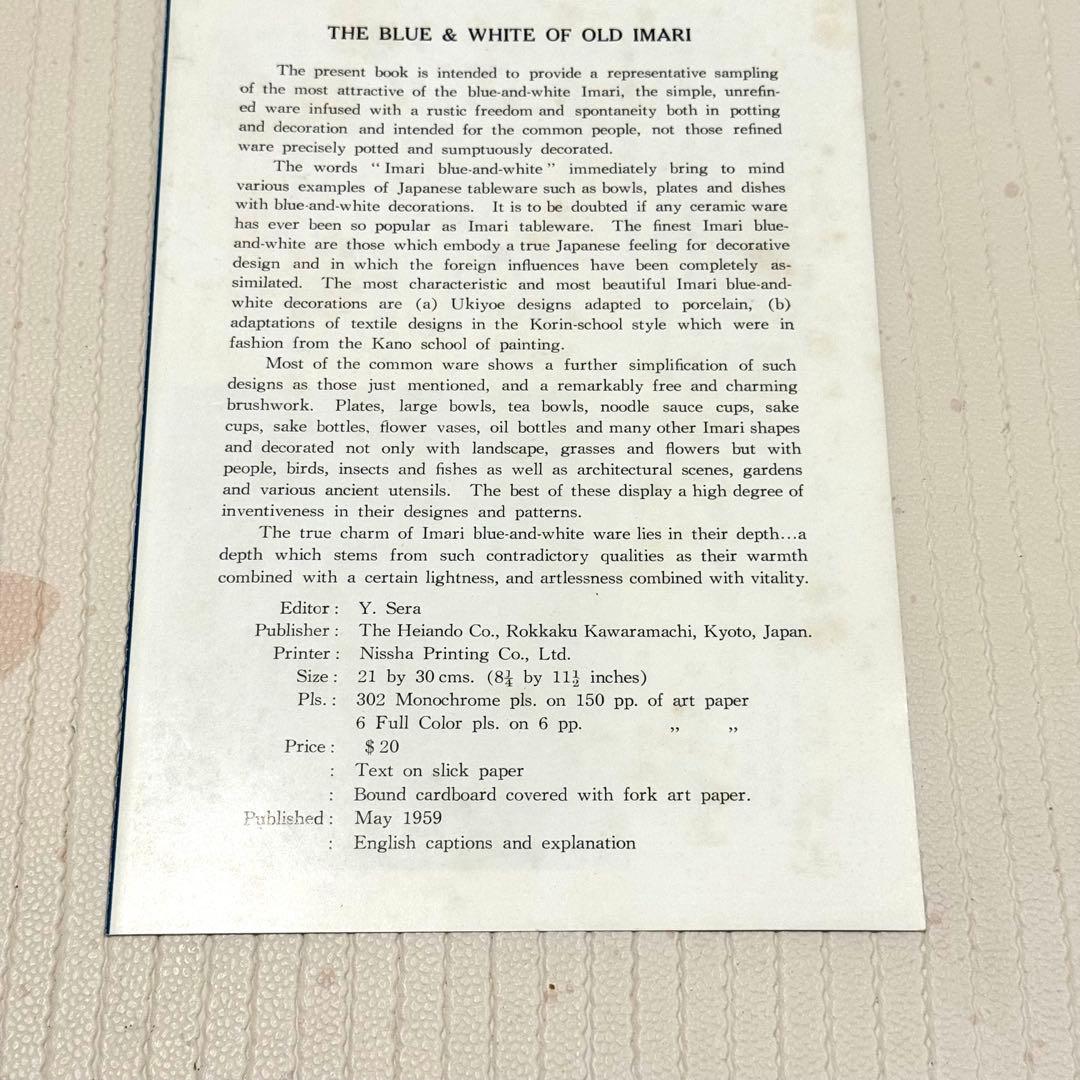 THE BLUE & WHITE OF OLD IMARI
The present book is intended to provide a representative sampling
of the most attractive of the blue-and-white Imari, the simple, unrefin-
ed ware infused with a rustic freedom and spontaneity both in potting
and decoration and intended for the common people, not those refined
ware precisely potted and sumptuously decorated.
The words "Imari blue-and-white" immediately bring to mind
various examples of Japanese tableware such as bowls, plates and dishes
with blue-and-white decorations. It is to be doubted if any ceramic ware
has ever been so popular as Imari tableware. The finest Imari blue-
and-white are those which embody a true Japanese feeling for decorative
design and in which the foreign influences have been completely as-
similated. The most characteristic and most beautiful Imari blue-and-
white decorations are (a) Ukiyoe designs adapted to porcelain, (b)
adaptations of textile designs in the Korin-school style which were in
fashion from the Kano school of painting.
Most of the common ware shows a further simplification of such
designs as those just mentioned, and a remarkably free and charming
brushwork. Plates, large bowls, tea bowls, noodle sauce cups, sake
cups, sake bottles, flower vases, oil bottles and many other Imari shapes
and decorated not only with landscape, grasses and flowers but with
people, birds, insects and fishes as well as architectural scenes, gardens
and various ancient utensils. The best of these display a high degree of
inventiveness in their designes and patterns.
The true charm of Imari blue-and-white ware lies in their depth...a
depth which stems from such contradictory qualities as their warmth
combined with a certain lightness, and artlessness combined with vitality.
Editor : Y. Sera
Publisher : The Heiando Co., Rokkaku Kawaramachi, Kyoto, Japan.
Printer : Nissha Printing Co., Ltd.
Size : 21 by 30 cms. (8¼ by 11½ inches)
Pls. : 302 Monochrome pls. on 150 pp. of art paper
6 Full Color pls. on 6 pp. „ „
Price : $ 20
: Text on slick paper
: Bound cardboard covered with fork art paper.
Published : May 1959
: English captions and explanation